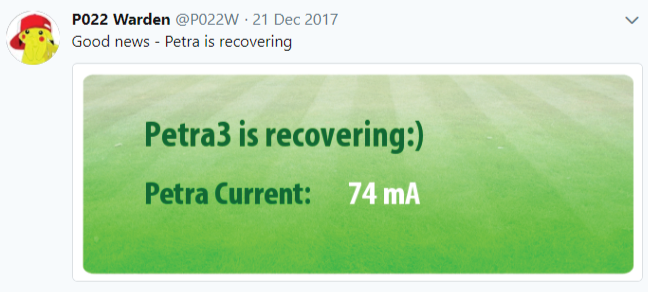 P022 Warden @P022W · 21 Dec 2017
Good news - Petra is recovering
Petra3 is recovering:)
Petra Current: 74 mA